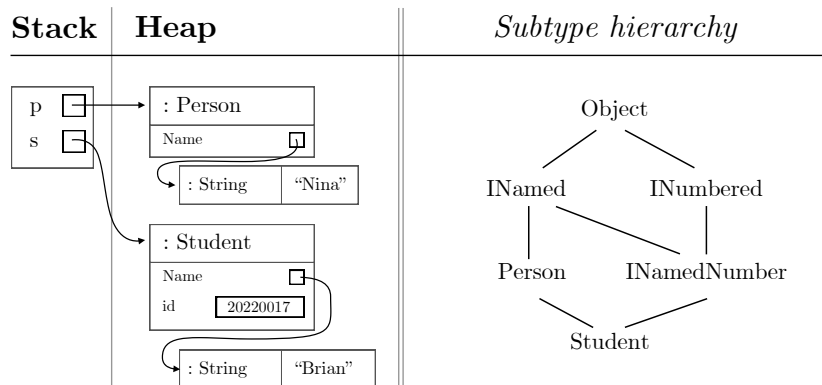 Stack Heap Subtype hierarchy
p
s
: Person
Name
: String “Nina”
: Student
Name
id 20220017
: String “Brian”
Object
INamed INumbered
Person INamedNumber
Student